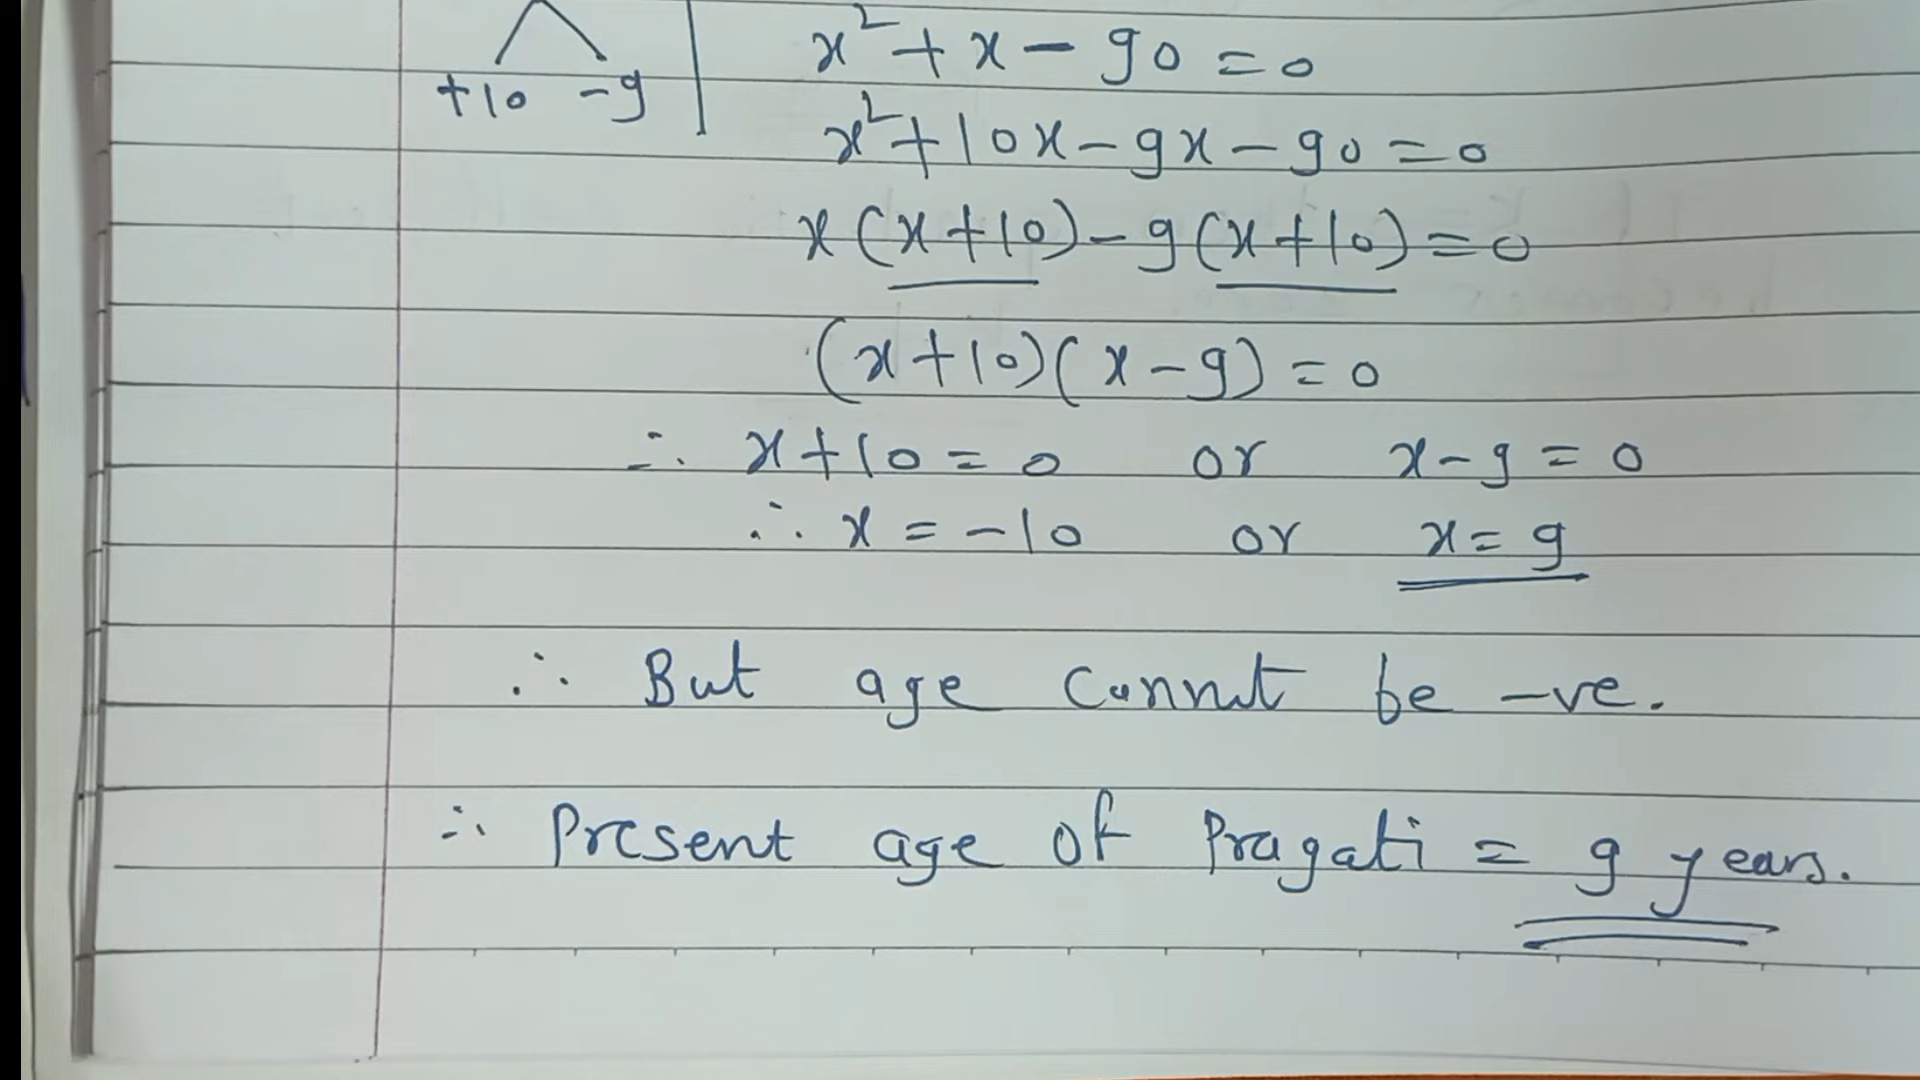 x² + x - 90 = 0
+10 -9
x² + 10x - 9x - 90 = 0
x (x + 10) - 9 (x + 10) = 0
(x + 10) (x - 9) = 0
∴ x + 10 = 0 or x - 9 = 0
∴ x = -10 or x = 9
∴ But age cannot be -ve.
∴ Present age of Pragati = 9 years.